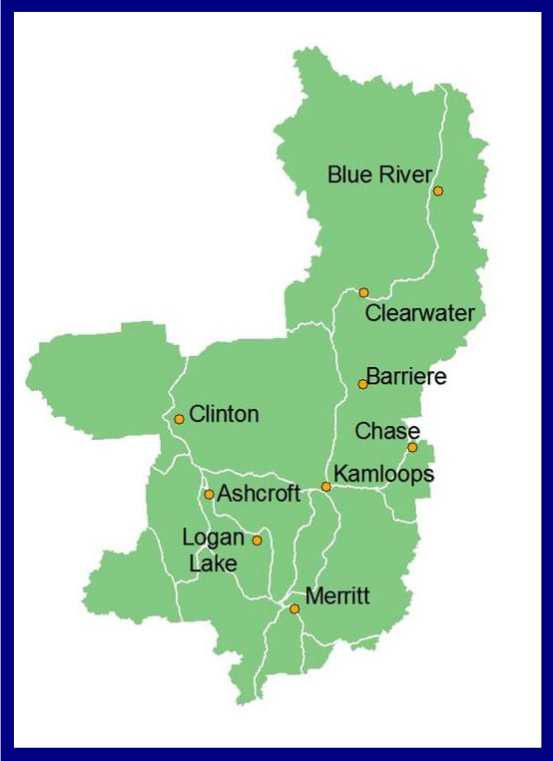 Blue River
Clearwater
Barriere
Clinton
Chase
Kamloops
Ashcroft
Logan
Lake
Merritt